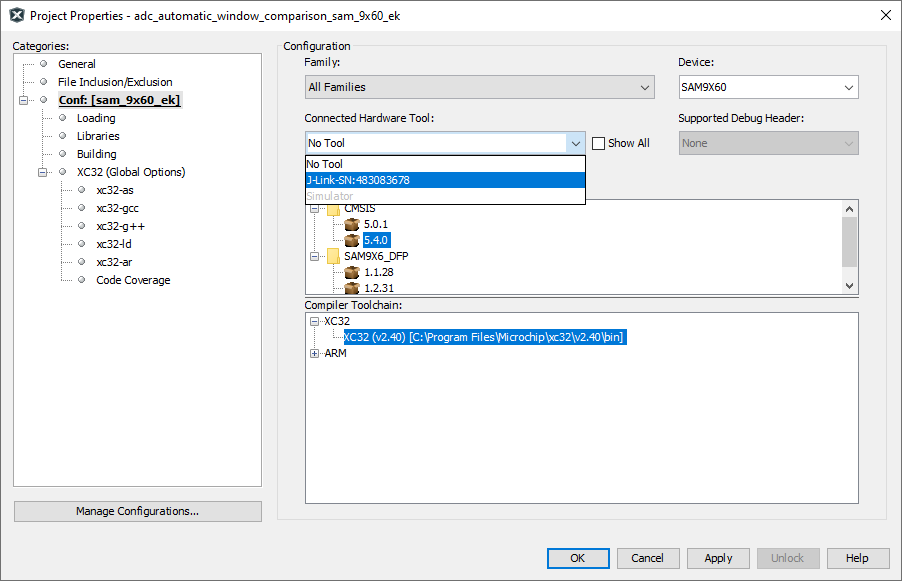 Project Properties - adc_automatic_window_comparison_sam_9x60_ek
Categories:
General
File Inclusion/Exclusion
Conf: [sam_9x60_ek]
Loading
Libraries
Building
XC32 (Global Options)
xc32-as
xc32-gcc
xc32-g++
xc32-ld
xc32-ar
Code Coverage
Manage Configurations...
Configuration
Family:
All Families
Device:
SAM9X60
Connected Hardware Tool:
No Tool
Show All
Supported Debug Header:
None
No Tool
J-Link-SN:483083678
Simulator
CMSIS
5.0.1
5.4.0
SAM9X6_DFP
1.1.28
1.2.31
Compiler Toolchain:
XC32
XC32 (v2.40) [C:\Program Files\Microchip\xc32\v2.40\bin]
ARM
OK
Cancel
Apply
Unlock
Help